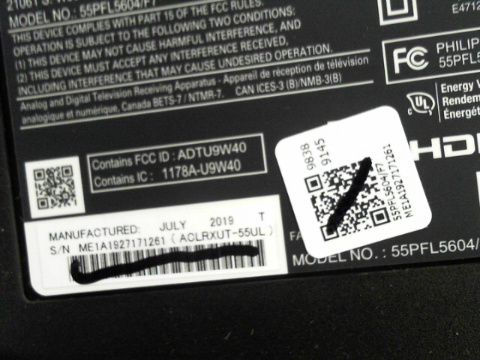 MODEL NO.: 55PFL5604/F7
THIS DEVICE COMPLIES WITH PART 15 OF THE FCC RULES.
OPERATION IS SUBJECT TO THE FOLLOWING TWO CONDITIONS:
(1) THIS DEVICE MAY NOT CAUSE HARMFUL INTERFERENCE, AND
(2) THIS DEVICE MUST ACCEPT ANY INTERFERENCE RECEIVED,
INCLUDING INTERFERENCE THAT MAY CAUSE UNDESIRED OPERATION.
Analog and Digital Television Receiving Apparatus - Appareil de réception de télévision
analogique et numérique, Canada BETS-7 / NTMR-7. CAN ICES-3 (B)/NMB-3(B)
E4712
FC
PHILIP
55PFL5604/
UL
Energy V
Rendem
Énergét
HD
Contains FCC ID : ADTU9W40
Contains IC : 1178A-U9W40
9838
9145
55PFL5604/F7
ME1A1927171261
MANUFACTURED: JULY 2019 T
S/N ME1A1927171261 (ACLRXUT-55UL)
FA
MODEL NO. : 55PFL5604/